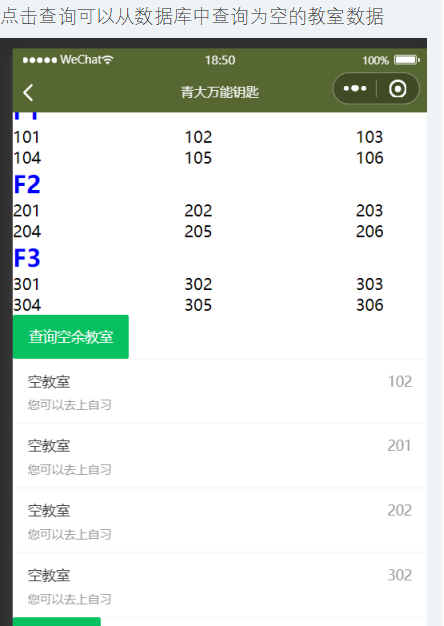 点击查询可以从数据库中查询为空的教室数据
WeChat 18:50 100%
青大万能钥匙
F1
101 102 103
104 105 106
F2
201 202 203
204 205 206
F3
301 302 303
304 305 306
查询空余教室
空教室 102
您可以去上自习
空教室 201
您可以去上自习
空教室 202
您可以去上自习
空教室 302
您可以去上自习